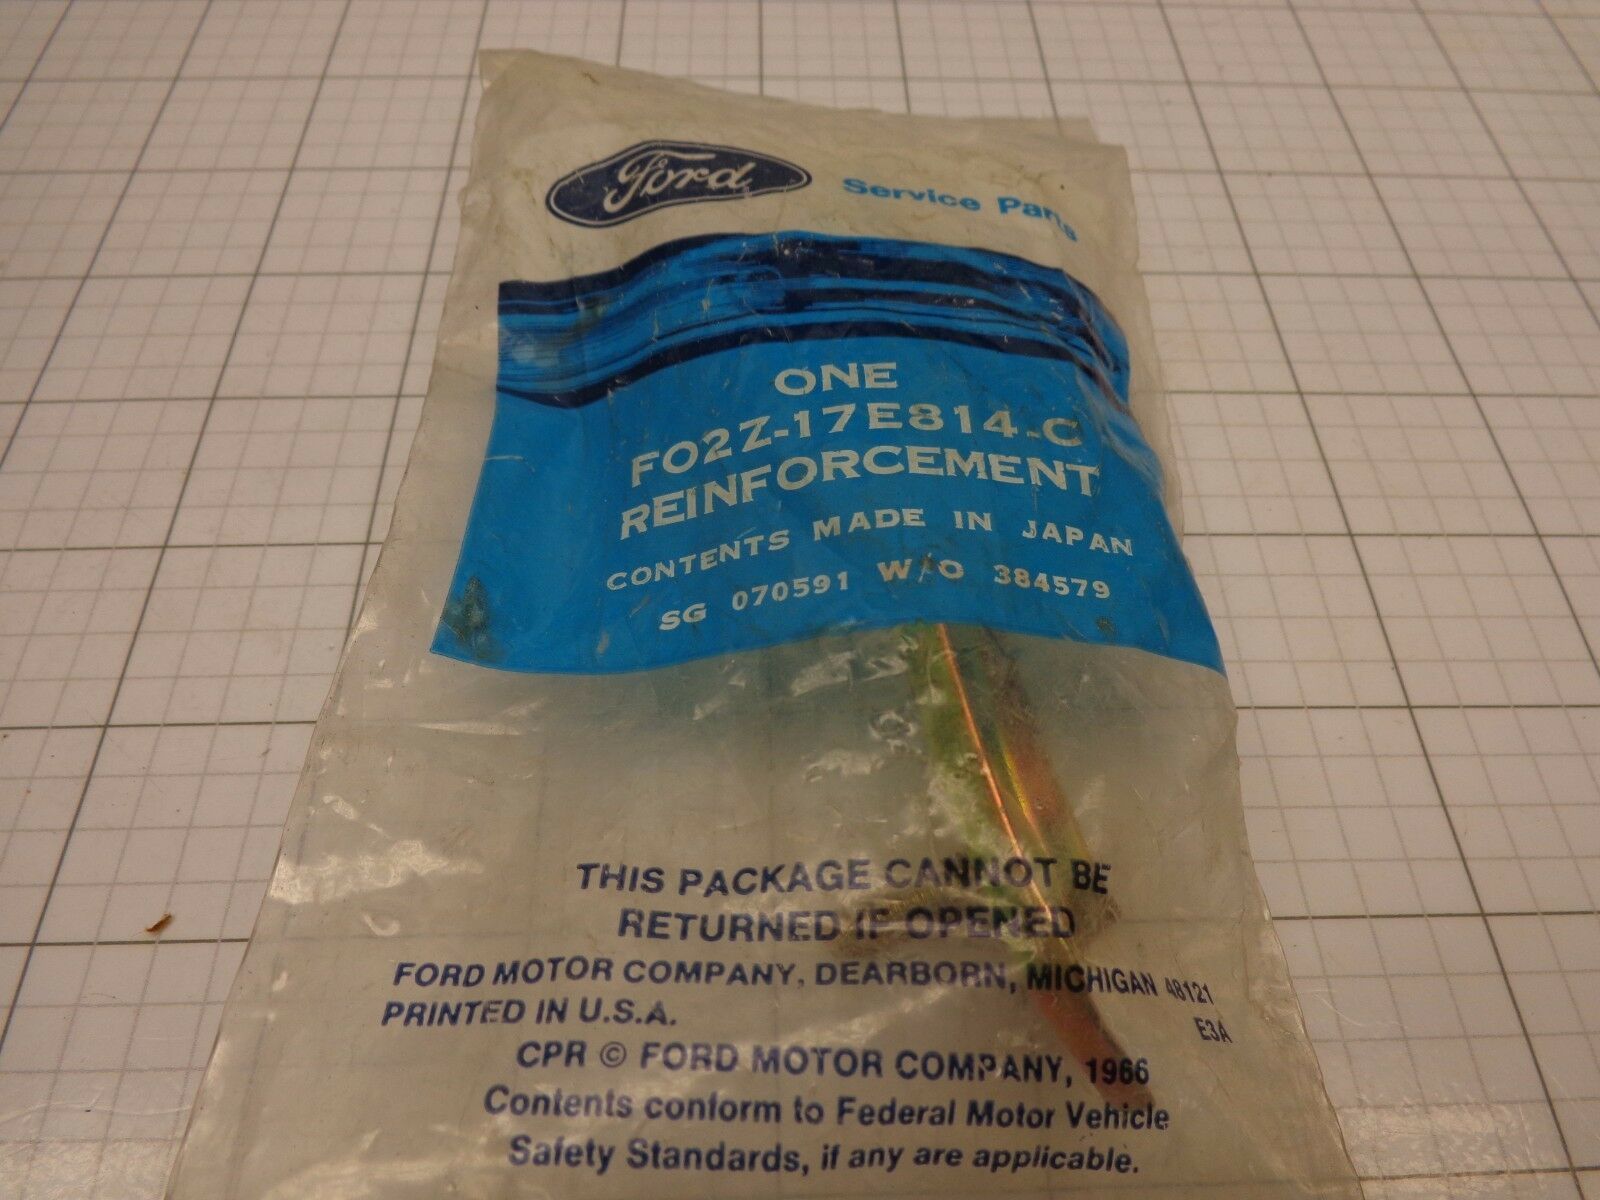 Ford
Service Parts
ONE
FO2Z-17E814-C
REINFORCEMENT
CONTENTS MADE IN JAPAN
SG 070591 W/O 384579
THIS PACKAGE CANNOT BE
RETURNED IF OPENED
FORD MOTOR COMPANY, DEARBORN, MICHIGAN 48121
PRINTED IN U.S.A.
E3A
CPR © FORD MOTOR COMPANY, 1966
Contents conform to Federal Motor Vehicle
Safety Standards, if any are applicable.